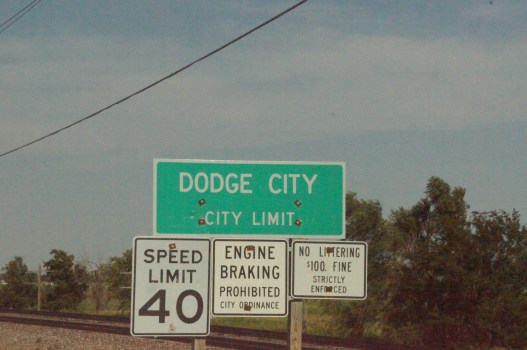 DODGE CITY
CITY LIMIT
SPEED
LIMIT
40
ENGINE
BRAKING
PROHIBITED
CITY ORDINANCE
NO LITTERING
$100. FINE
STRICTLY
ENFORCED